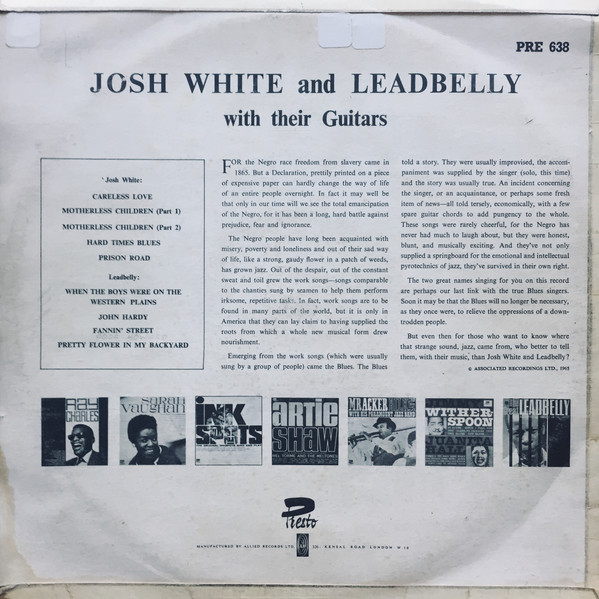 PRE 638
JOSH WHITE and LEADBELLY
with their Guitars
Josh White:
CARELESS LOVE
MOTHERLESS CHILDREN (Part 1)
MOTHERLESS CHILDREN (Part 2)
HARD TIMES BLUES
PRISON ROAD
Leadbelly:
WHEN THE BOYS WERE ON THE
WESTERN PLAINS
JOHN HARDY
FANNIN' STREET
PRETTY FLOWER IN MY BACKYARD
FOR the Negro race freedom from slavery came in
1865. But a Declaration, prettily printed on a piece
of expensive paper can hardly change the way of life
of an entire people overnight. In fact it may well be
that only in our time will we see the total emancipation
of the Negro, for it has been a long, hard battle against
prejudice, fear and ignorance.
The Negro people have long been acquainted with
misery, poverty and loneliness and out of their sad way
of life, like a strong, gaudy flower in a patch of weeds,
has grown jazz. Out of the despair, out of the constant
sweat and toil grew the work songs—songs comparable
to the chanties sung by seamen to help them perform
irksome, repetitive tasks. In fact, work songs are to be
found in many parts of the world, but it is only in
America that they can lay claim to having supplied the
roots from which a whole new musical form drew
nourishment.
Emerging from the work songs (which were usually
sung by a group of people) came the Blues. The Blues
told a story. They were usually improvised, the accom-
paniment was supplied by the singer (solo, this time)
and the story was usually true. An incident concerning
the singer, or an acquaintance, or perhaps some fresh
item of news—all told tersely, economically, with a few
spare guitar chords to add pungency to the whole.
These songs were rarely cheerful, for the Negro has
never had much to laugh about, but they were honest,
blunt, and musically exciting. And they've not only
supplied a springboard for the emotional and intellectual
pyrotechnics of jazz, they've survived in their own right.
The two great names singing for you on this record
are perhaps our last link with the true Blues singers.
Soon it may be that the Blues will no longer be necessary,
as they once were, to relieve the oppressions of a down-
trodden people.
But even then for those who want to know where
that strange sound, jazz, came from, who better to tell
them, with their music, than Josh White and Leadbelly?
© ASSOCIATED RECORDINGS LTD., 1965
RAY
CHARLES
Sarah
Vaughan
INK
SPOTS
ARTIE
SHAW
MEL TORME AND THE MEL-TONES
WITHER
SPOON
LEADBELLY
Presto
MANUFACTURED BY ALLIED RECORDS LTD. 326, KENSAL ROAD LONDON W.10